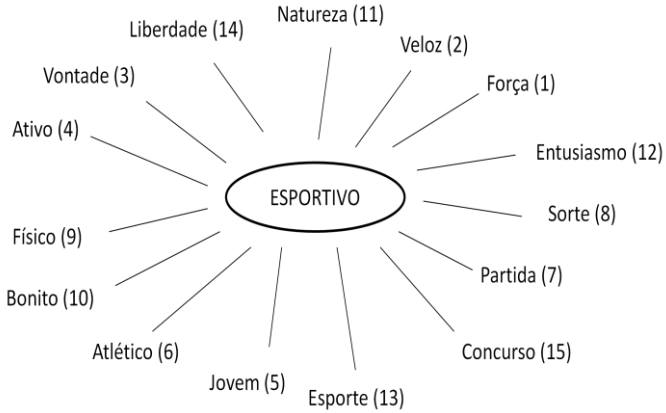 Natureza (11)
Liberdade (14)
Veloz (2)
Vontade (3)
Força (1)
Ativo (4)
Entusiasmo (12)
ESPORTIVO
Sorte (8)
Físico (9)
Partida (7)
Bonito (10)
Atlético (6)
Concurso (15)
Jovem (5)
Esporte (13)